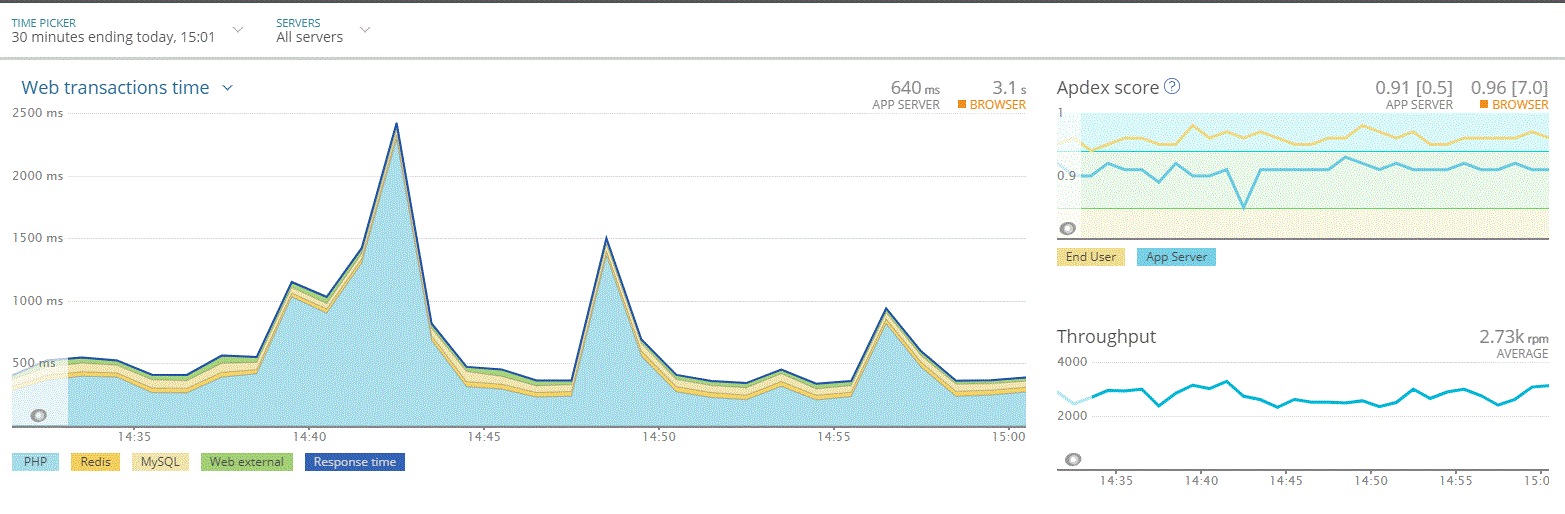 TIME PICKER
30 minutes ending today, 15:01
SERVERS
All servers
Web transactions time
640 ms
APP SERVER
3.1 s
BROWSER
2500 ms
2000 ms
1500 ms
1000 ms
500 ms
14:35 14:40 14:45 14:50 14:55 15:00
PHP Redis MySQL Web external Response time
Apdex score ?
0.91 [0.5]
APP SERVER
0.96 [7.0]
BROWSER
1
0.9
End User App Server
Throughput
2.73k rpm
AVERAGE
4000
2000
14:35 14:40 14:45 14:50 14:55 15:0